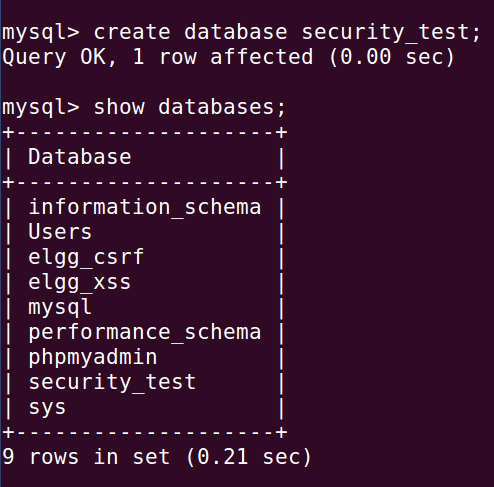 mysql> create database security_test;
Query OK, 1 row affected (0.00 sec)

mysql> show databases;
+--------------------+
| Database           |
+--------------------+
| information_schema |
| Users              |
| elgg_csrf          |
| elgg_xss           |
| mysql              |
| performance_schema |
| phpmyadmin         |
| security_test      |
| sys                |
+--------------------+
9 rows in set (0.21 sec)